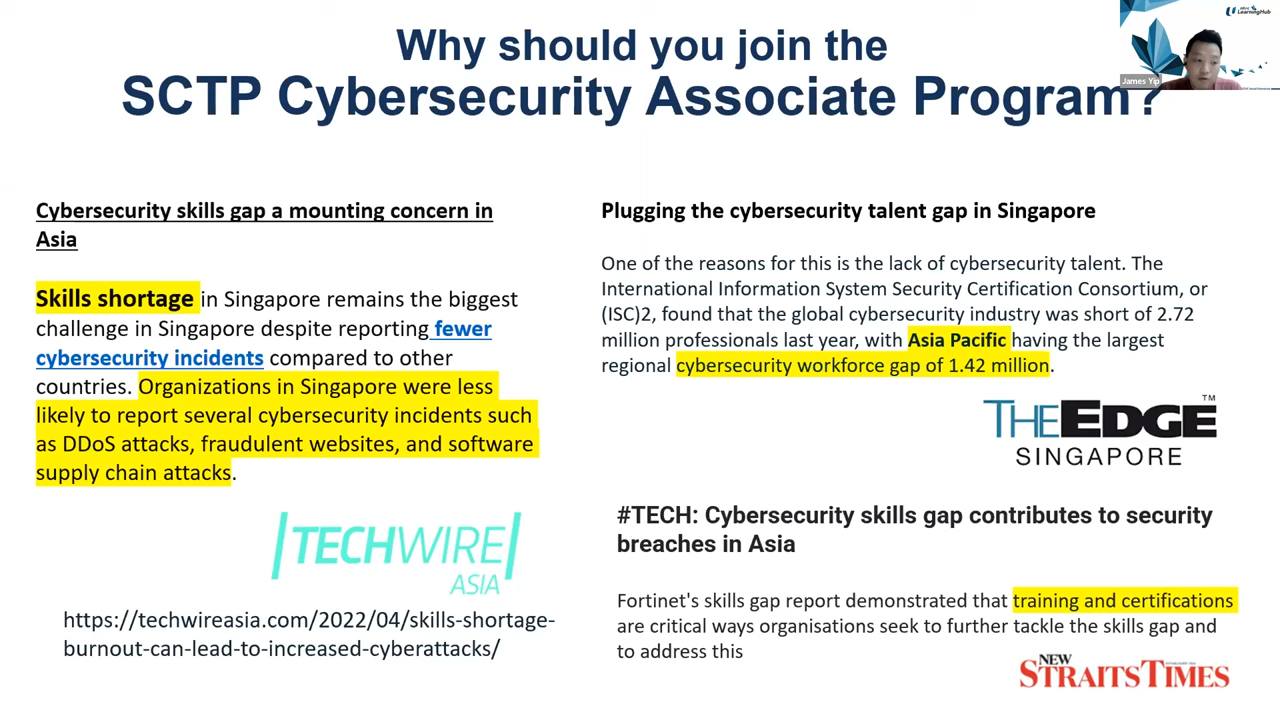 Why should you join the
SCTP Cybersecurity Associate Program?
LearningHub
James Yip
Cybersecurity skills gap a mounting concern in
Asia
Skills shortage in Singapore remains the biggest
challenge in Singapore despite reporting fewer
cybersecurity incidents compared to other
countries. Organizations in Singapore were less
likely to report several cybersecurity incidents such
as DDoS attacks, fraudulent websites, and software
supply chain attacks.
TECHWIRE
ASIA
https://techwireasia.com/2022/04/skills-shortage-
burnout-can-lead-to-increased-cyberattacks/
Plugging the cybersecurity talent gap in Singapore
One of the reasons for this is the lack of cybersecurity talent. The
International Information System Security Certification Consortium, or
(ISC)2, found that the global cybersecurity industry was short of 2.72
million professionals last year, with Asia Pacific having the largest
regional cybersecurity workforce gap of 1.42 million.
THE EDGE™
SINGAPORE
#TECH: Cybersecurity skills gap contributes to security
breaches in Asia
Fortinet's skills gap report demonstrated that training and certifications
are critical ways organisations seek to further tackle the skills gap and
to address this
NEW
STRAITS TIMES